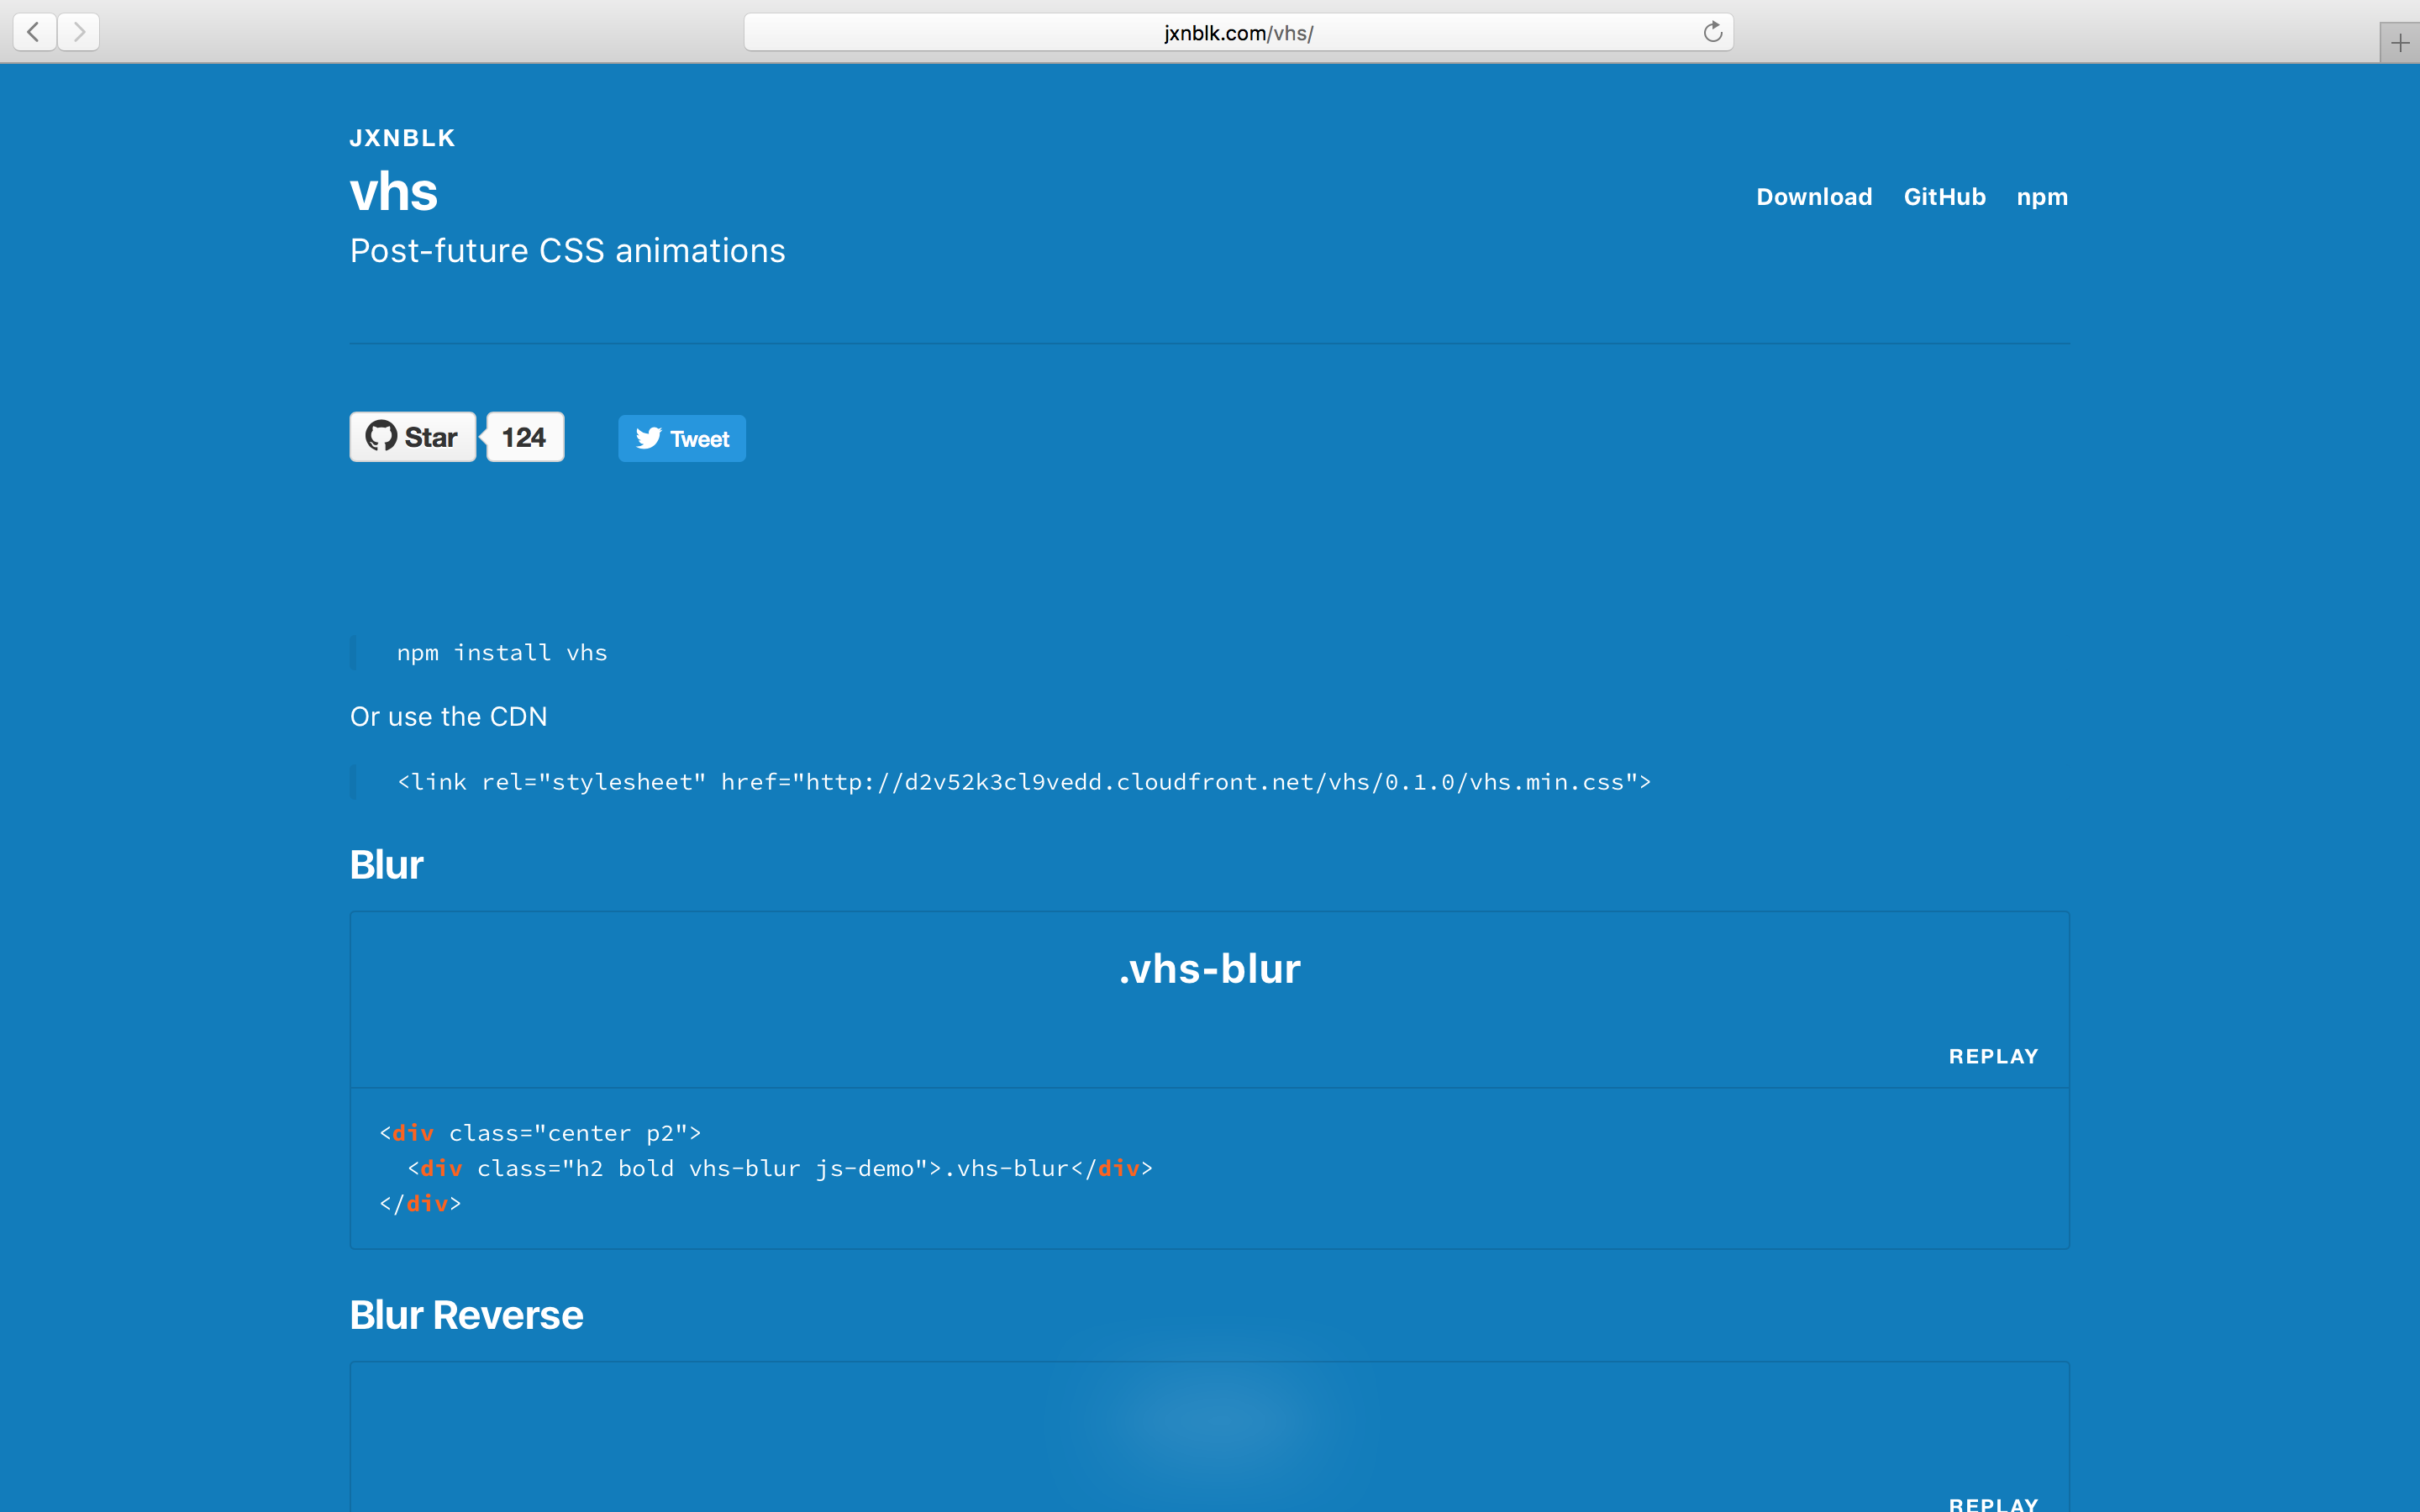 jxnblk.com/vhs/
JXNBLK
vhs
Download GitHub npm
Post-future CSS animations
Star 124 Tweet
npm install vhs
Or use the CDN
<link rel="stylesheet" href="http://d2v52k3cl9vedd.cloudfront.net/vhs/0.1.0/vhs.min.css">
Blur
.vhs-blur
REPLAY
<div class="center p2">
  <div class="h2 bold vhs-blur js-demo">.vhs-blur</div>
</div>
Blur Reverse
REPLAY